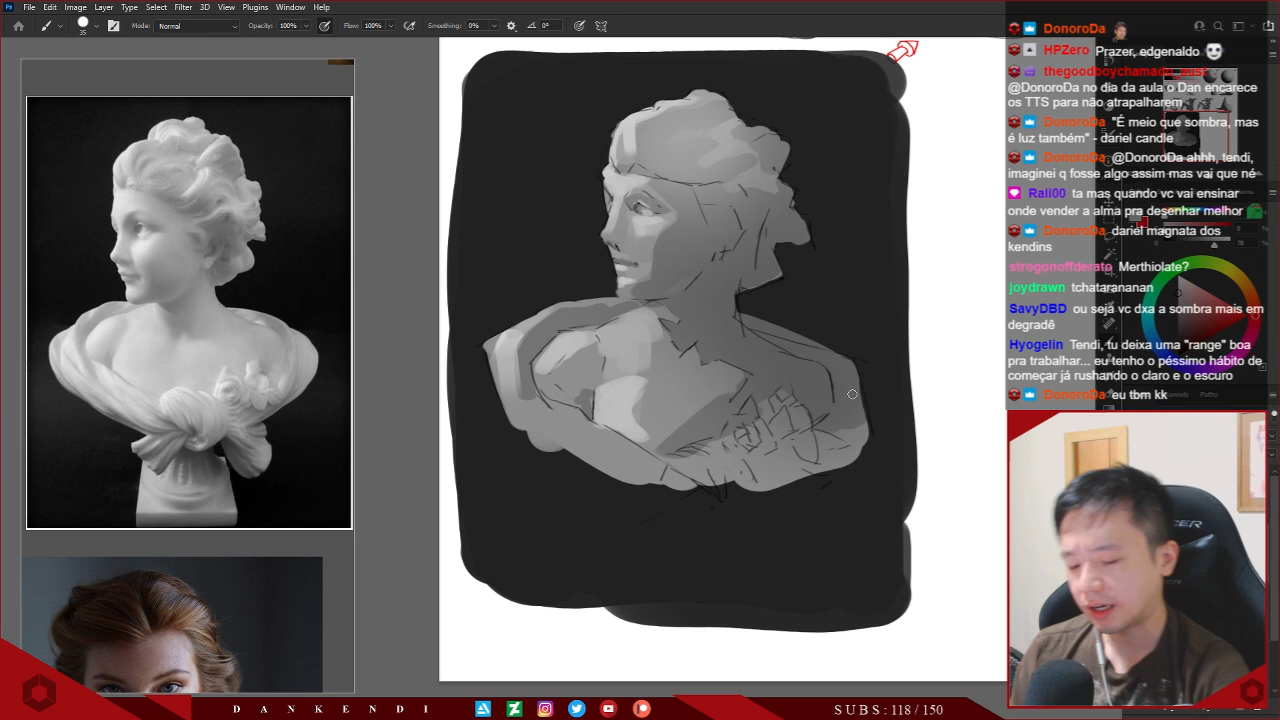 Ps File Edit Image Layer Type Select Filter 3D View Plugins Window Help
35 Mode: Normal Opacity: 100% Flow: 100% Smoothing: 0% 0°
DonoroDa
HPZero Prazer, edgenaldo
@DonoroDa no dia da aula o Dan encarece
os TTS para não atrapalharem
DonoroDa "É meio que sombra, mas
é luz também" - dariel candle
DonoroDa @DonoroDa ahhh, tendi,
imaginei q fosse algo assim mas vai que né
Rali00 ta mas quando vc vai ensinar
onde vender a alma pra desenhar melhor
DonoroDa dariel magnata dos
kendins
strogonoffderato Merthiolate?
joydrawn tchatarananan
SavyDBD ou seja vc dxa a sombra mais em
degradê
Hyogelin Tendi, tu deixa uma "range" boa
pra trabalhar... eu tenho o péssimo hábito de
começar já rushando o claro e o escuro
DonoroDa eu tbm kk
Paths
DANKENDI
SUBS: 118 / 150